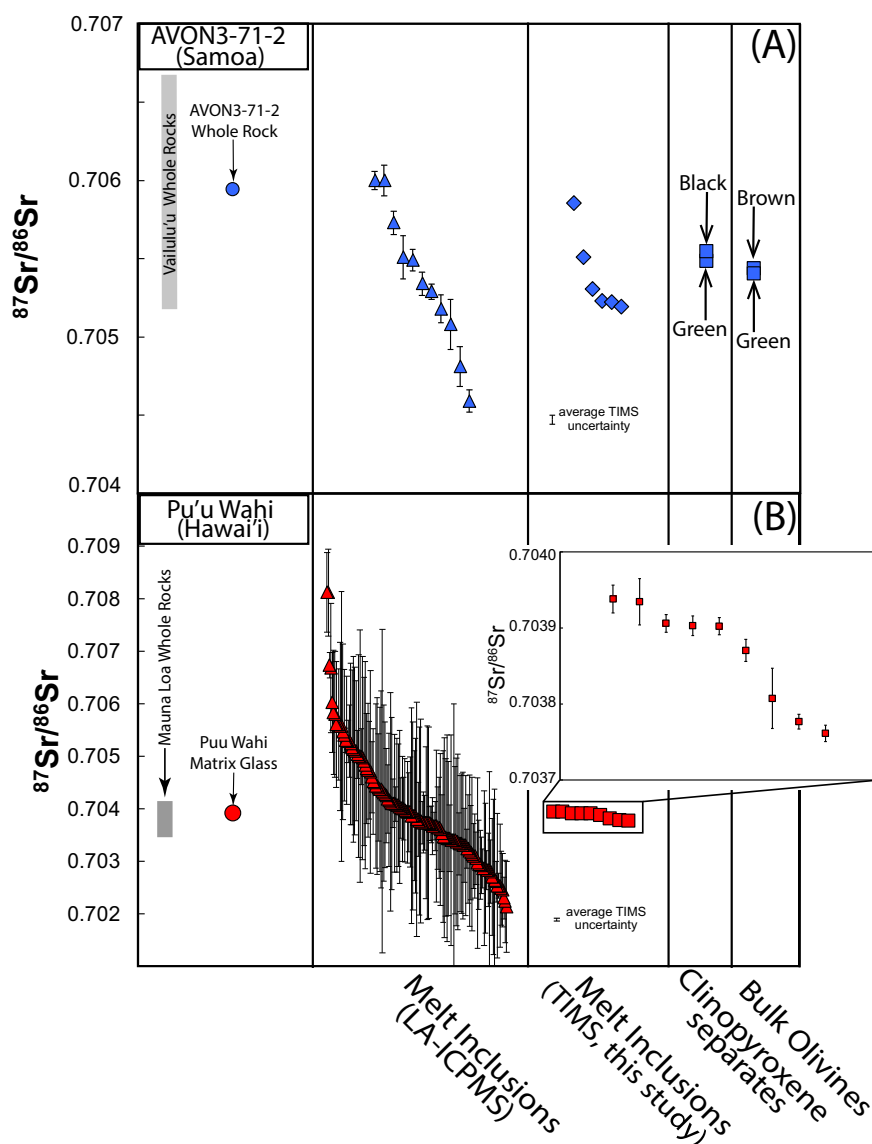 0.707
AVON3-71-2
(Samoa)
(A)
AVON3-71-2
Whole Rock
Vailulu'u Whole Rocks
0.706
0.705
0.704
87Sr/86Sr
Black
Green
Brown
Green
average TIMS
uncertainty
Pu'u Wahi
(Hawai'i)
(B)
0.709
0.708
0.707
0.706
0.705
0.704
0.703
0.702
87Sr/86Sr
Mauna Loa Whole Rocks
Puu Wahi
Matrix Glass
0.7040
0.7039
0.7038
0.7037
87Sr/86Sr
average TIMS
uncertainty
Melt Inclusions
(LA-ICPMS)
Melt Inclusions
(TIMS, this study)
Clinopyroxene
separates
Bulk Olivines